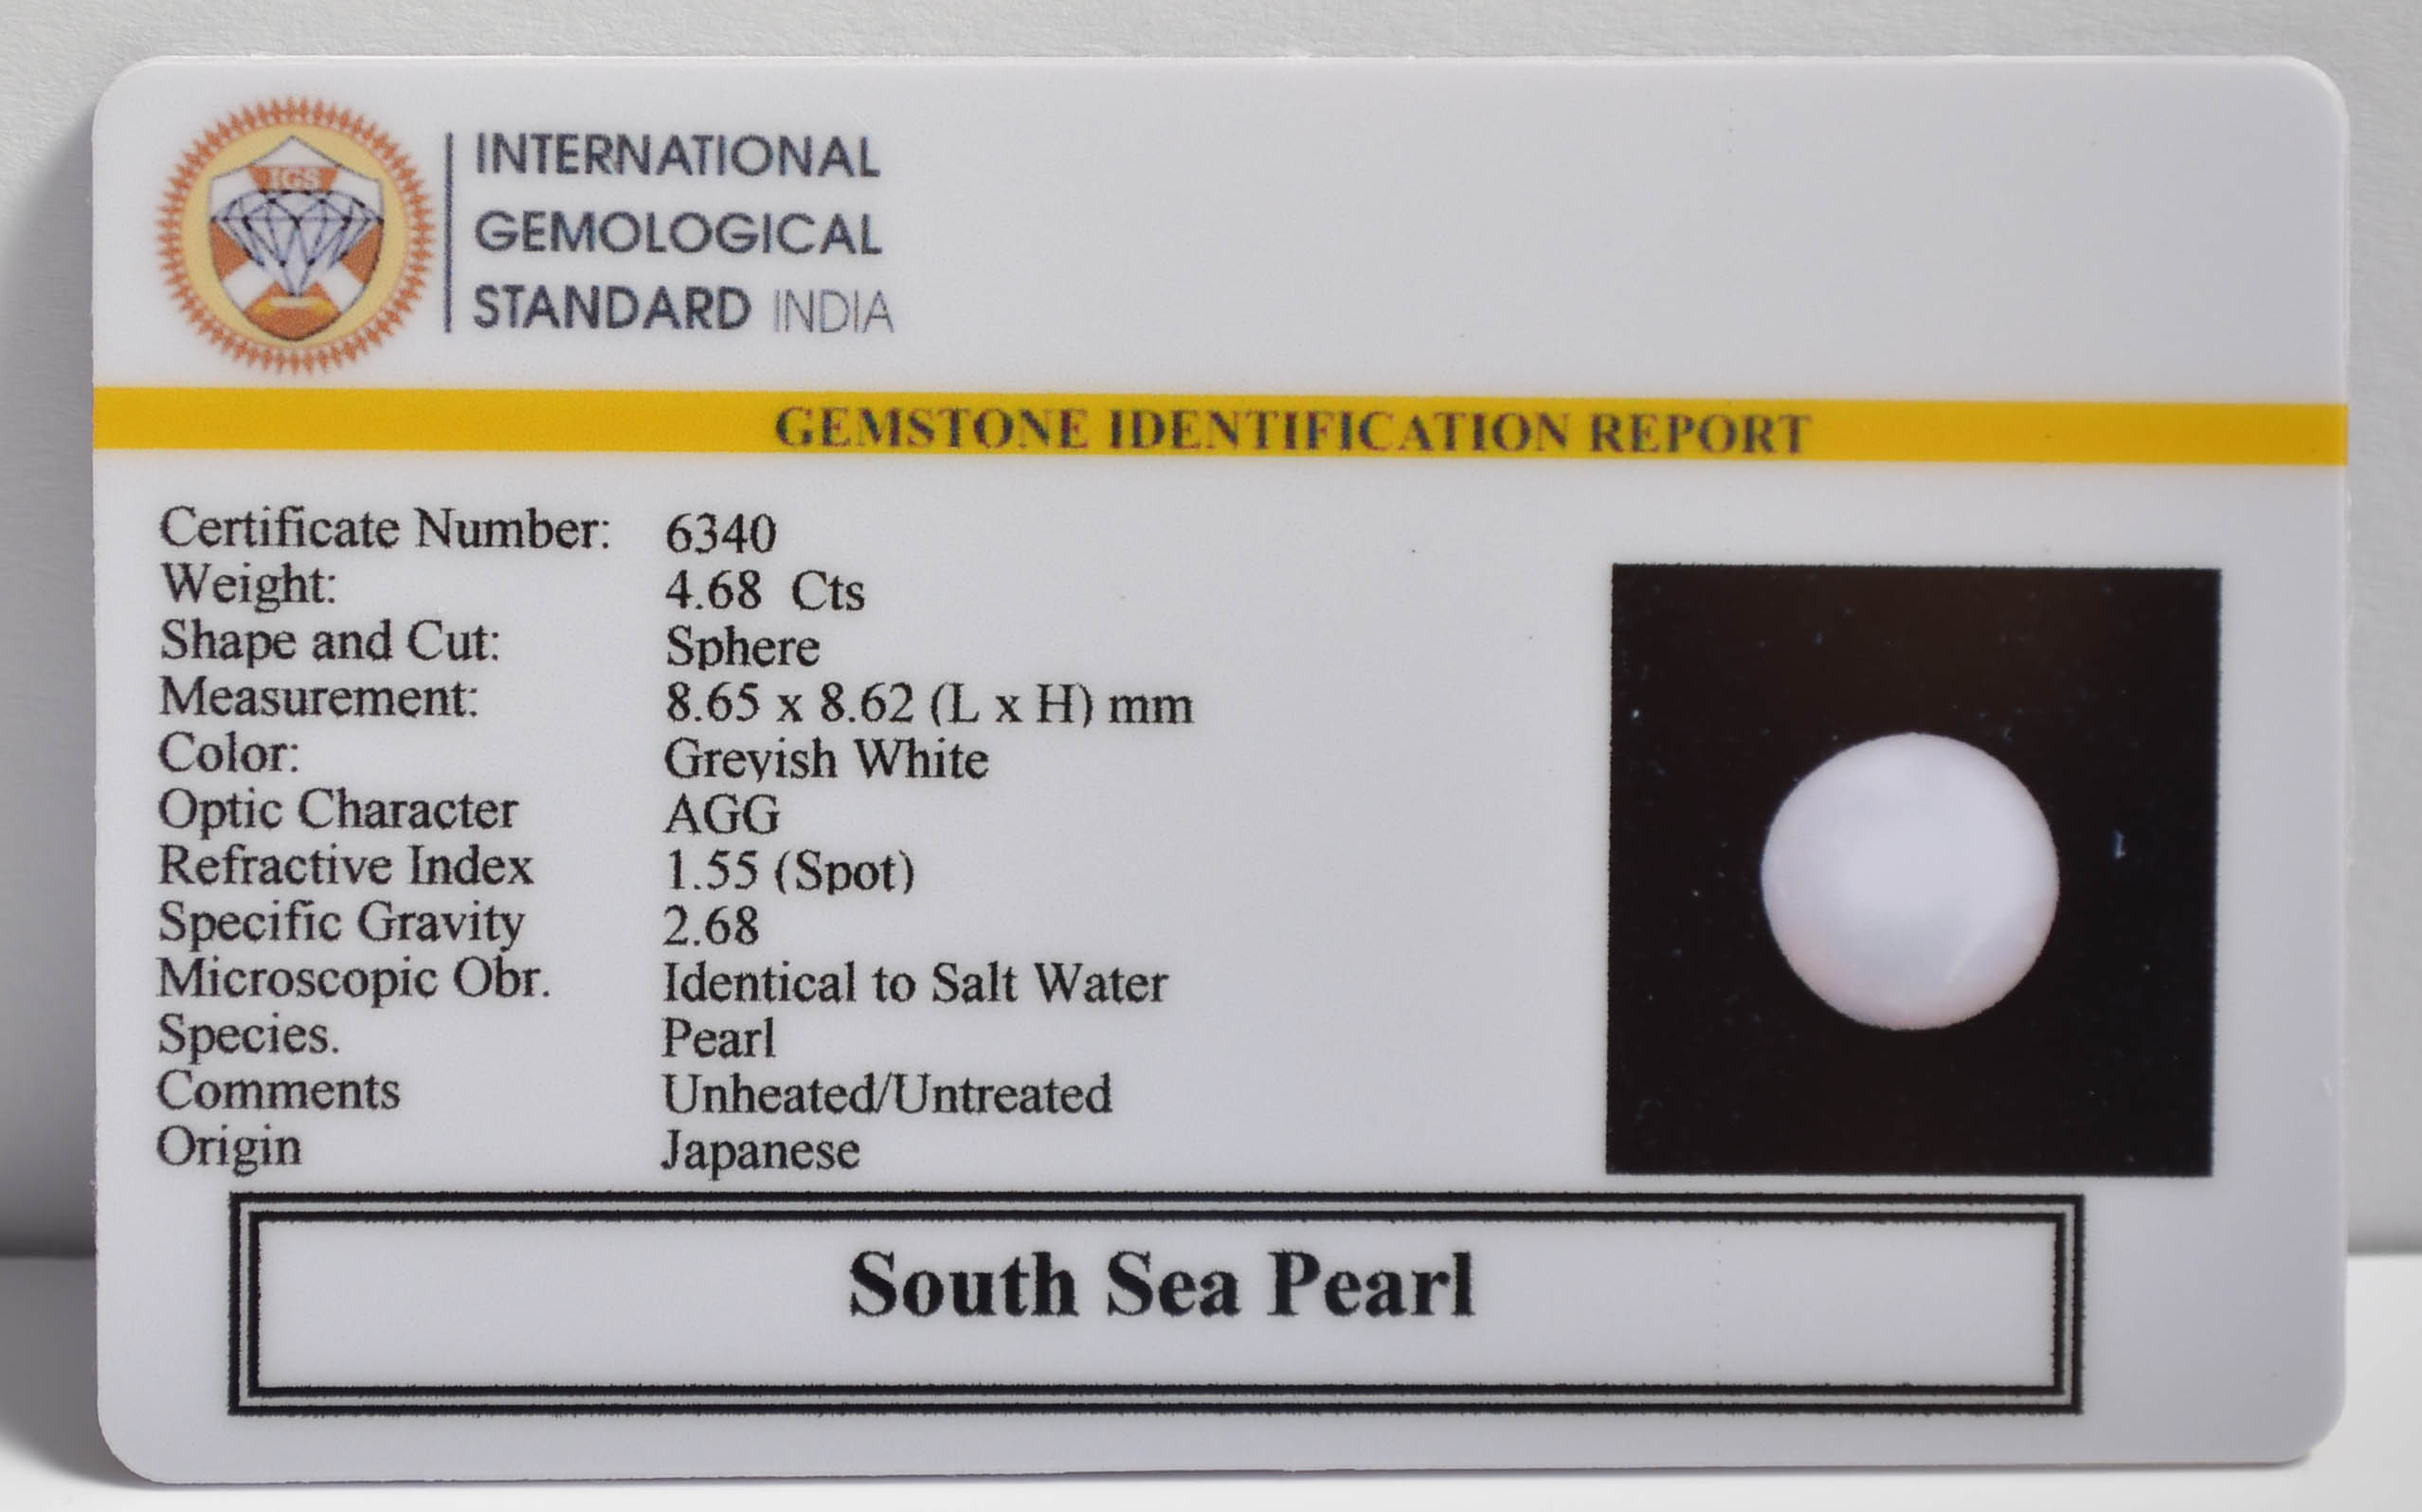 IGS
INTERNATIONAL
GEMOLOGICAL
STANDARD INDIA
GEMSTONE IDENTIFICATION REPORT
Certificate Number: 6340
Weight: 4.68 Cts
Shape and Cut: Sphere
Measurement: 8.65 x 8.62 (L x H) mm
Color: Greyish White
Optic Character AGG
Refractive Index 1.55 (Spot)
Specific Gravity 2.68
Microscopic Obr. Identical to Salt Water
Species. Pearl
Comments Unheated/Untreated
Origin Japanese
South Sea Pearl